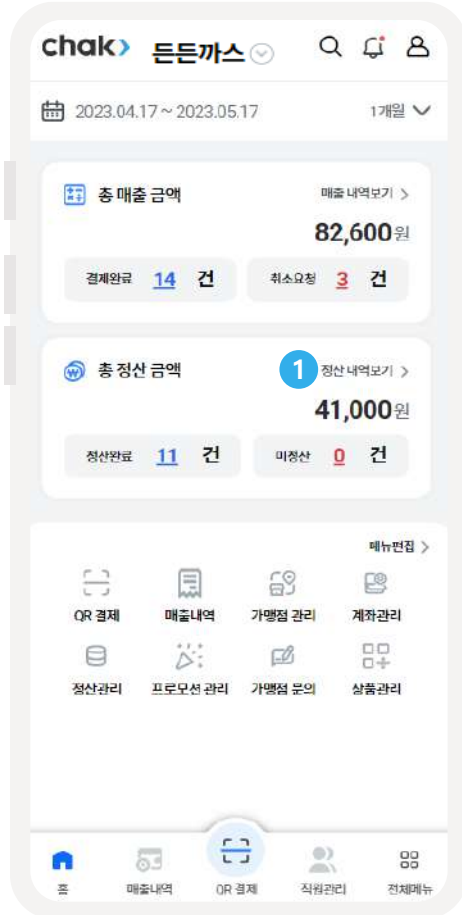 chak> 든든까스
2023.04.17 ~ 2023.05.17 1개월
총 매출 금액 매출 내역보기 >
82,600원
결제완료 14 건 취소요청 3 건
총 정산 금액 1 정산 내역보기 >
41,000원
정산완료 11 건 미정산 0 건
메뉴편집 >
QR 결제 매출내역 가맹점 관리 계좌관리
정산관리 프로모션 관리 가맹점 문의 상품관리
홈 매출내역 QR 결제 직원관리 전체메뉴